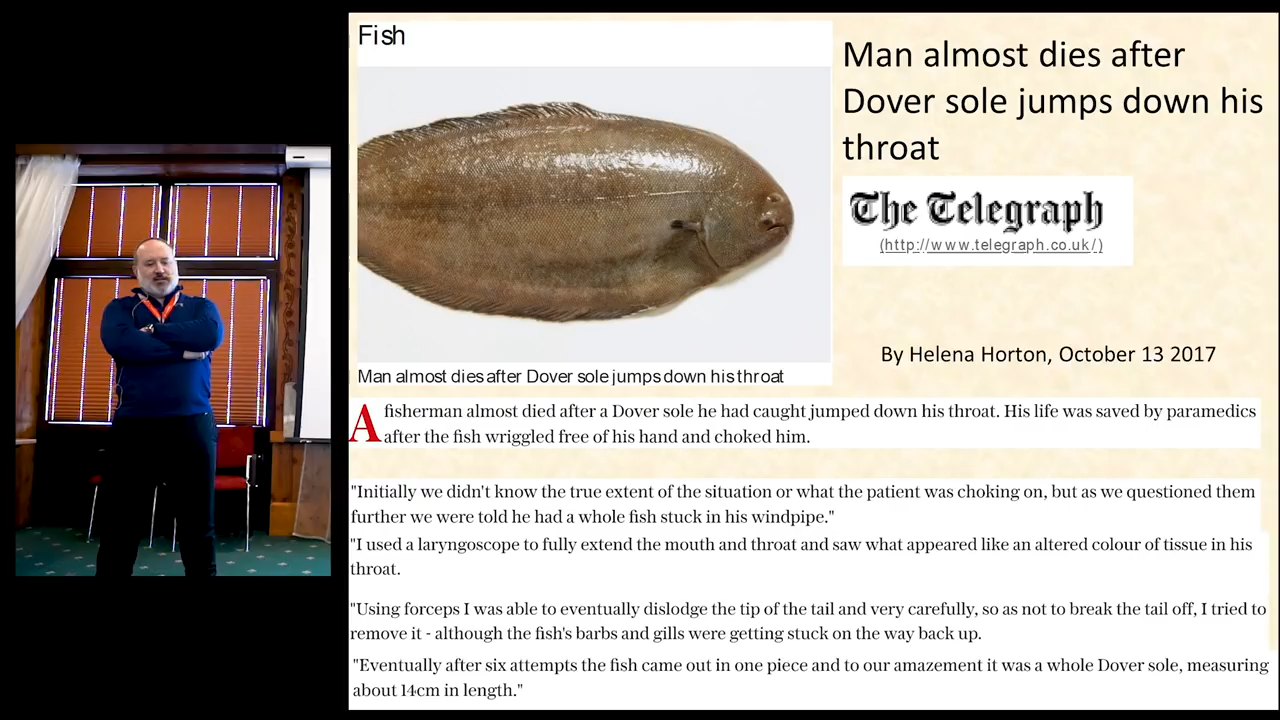 Fish
Man almost dies after
Dover sole jumps down his
throat
The Telegraph
(http://www.telegraph.co.uk/)
By Helena Horton, October 13 2017
Man almost dies after Dover sole jumps down his throat
A fisherman almost died after a Dover sole he had caught jumped down his throat. His life was saved by paramedics
after the fish wriggled free of his hand and choked him.
"Initially we didn't know the true extent of the situation or what the patient was choking on, but as we questioned them
further we were told he had a whole fish stuck in his windpipe."
"I used a laryngoscope to fully extend the mouth and throat and saw what appeared like an altered colour of tissue in his
throat.
"Using forceps I was able to eventually dislodge the tip of the tail and very carefully, so as not to break the tail off, I tried to
remove it - although the fish's barbs and gills were getting stuck on the way back up.
"Eventually after six attempts the fish came out in one piece and to our amazement it was a whole Dover sole, measuring
about 14cm in length."